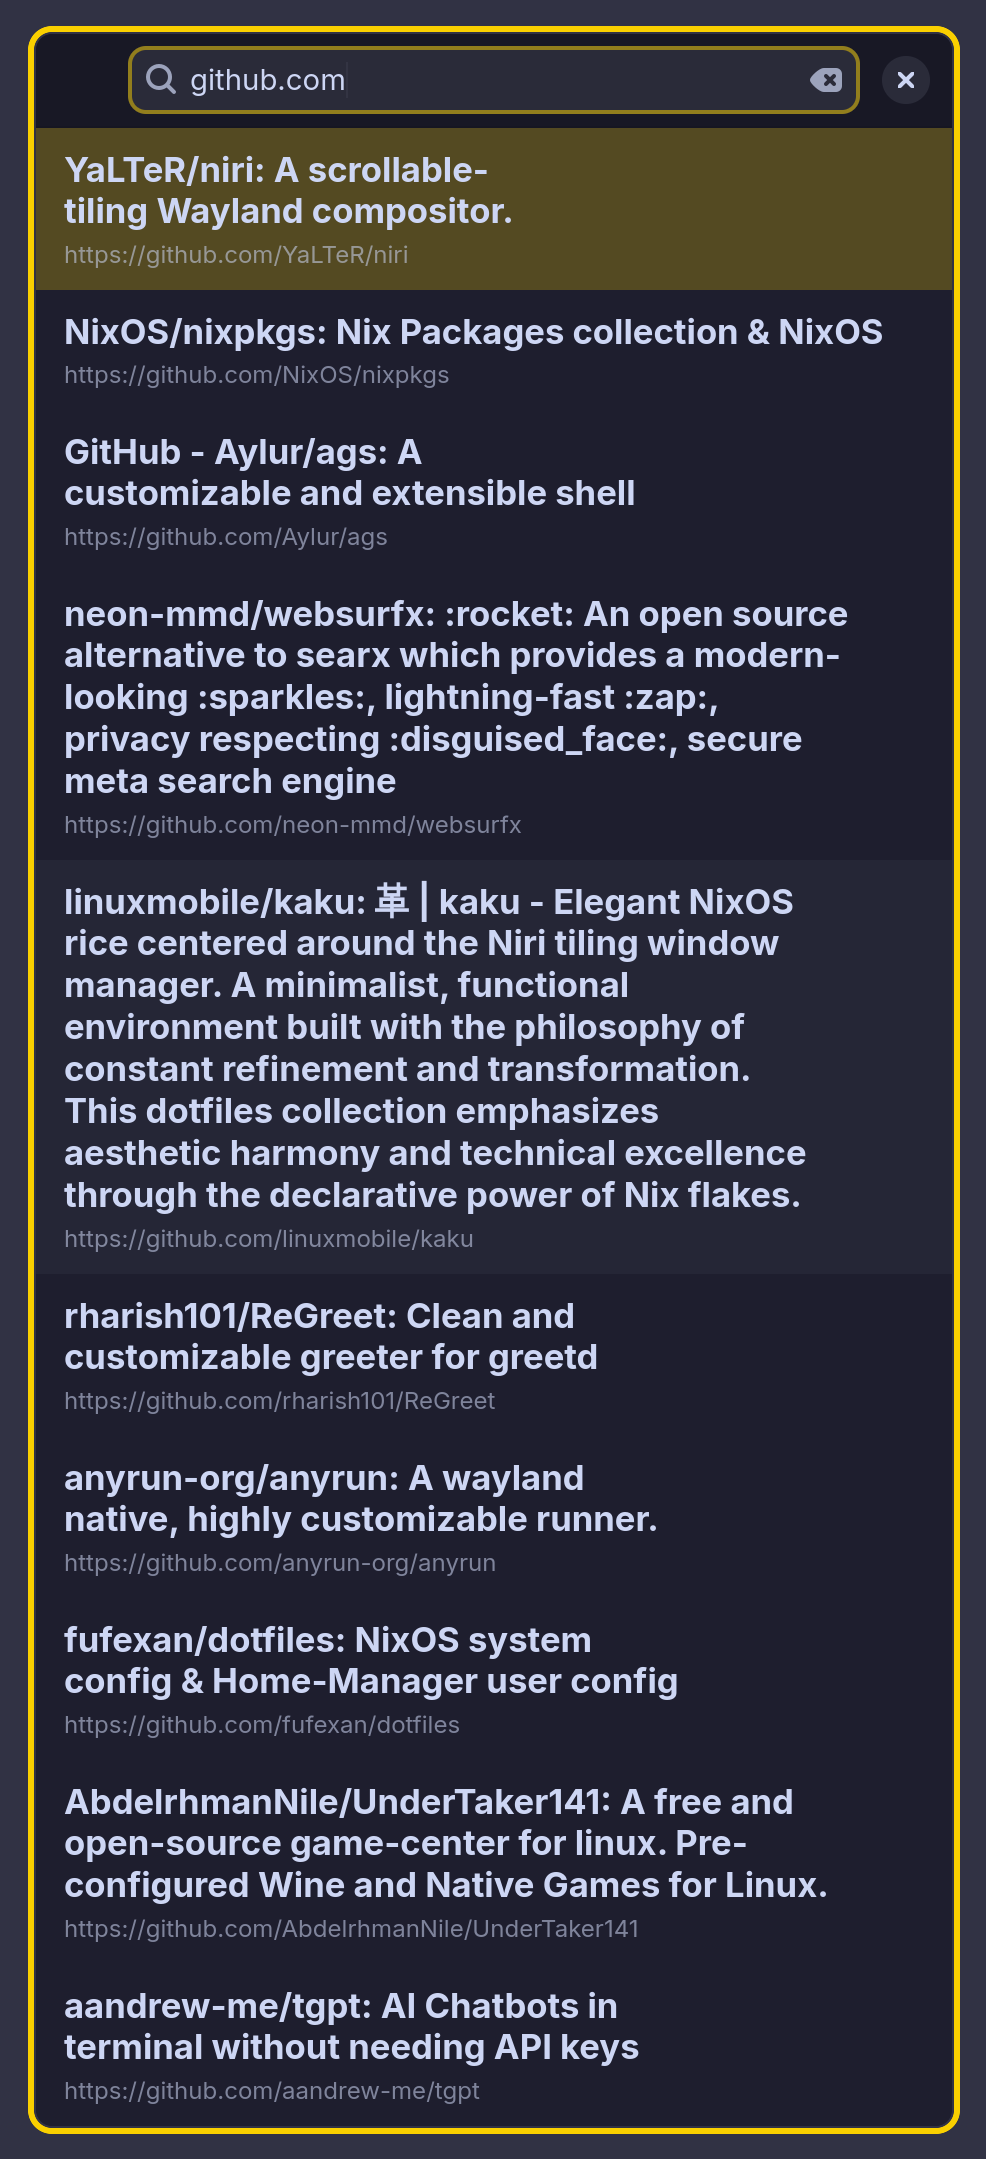 github.com
YaLTeR/niri: A scrollable-
tiling Wayland compositor.
https://github.com/YaLTeR/niri
NixOS/nixpkgs: Nix Packages collection & NixOS
https://github.com/NixOS/nixpkgs
GitHub - Aylur/ags: A
customizable and extensible shell
https://github.com/Aylur/ags
neon-mmd/websurfx: :rocket: An open source
alternative to searx which provides a modern-
looking :sparkles:, lightning-fast :zap:,
privacy respecting :disguised_face:, secure
meta search engine
https://github.com/neon-mmd/websurfx
linuxmobile/kaku: 革 | kaku - Elegant NixOS
rice centered around the Niri tiling window
manager. A minimalist, functional
environment built with the philosophy of
constant refinement and transformation.
This dotfiles collection emphasizes
aesthetic harmony and technical excellence
through the declarative power of Nix flakes.
https://github.com/linuxmobile/kaku
rharish101/ReGreet: Clean and
customizable greeter for greetd
https://github.com/rharish101/ReGreet
anyrun-org/anyrun: A wayland
native, highly customizable runner.
https://github.com/anyrun-org/anyrun
fufexan/dotfiles: NixOS system
config & Home-Manager user config
https://github.com/fufexan/dotfiles
AbdelrhmanNile/UnderTaker141: A free and
open-source game-center for linux. Pre-
configured Wine and Native Games for Linux.
https://github.com/AbdelrhmanNile/UnderTaker141
aandrew-me/tgpt: AI Chatbots in
terminal without needing API keys
https://github.com/aandrew-me/tgpt